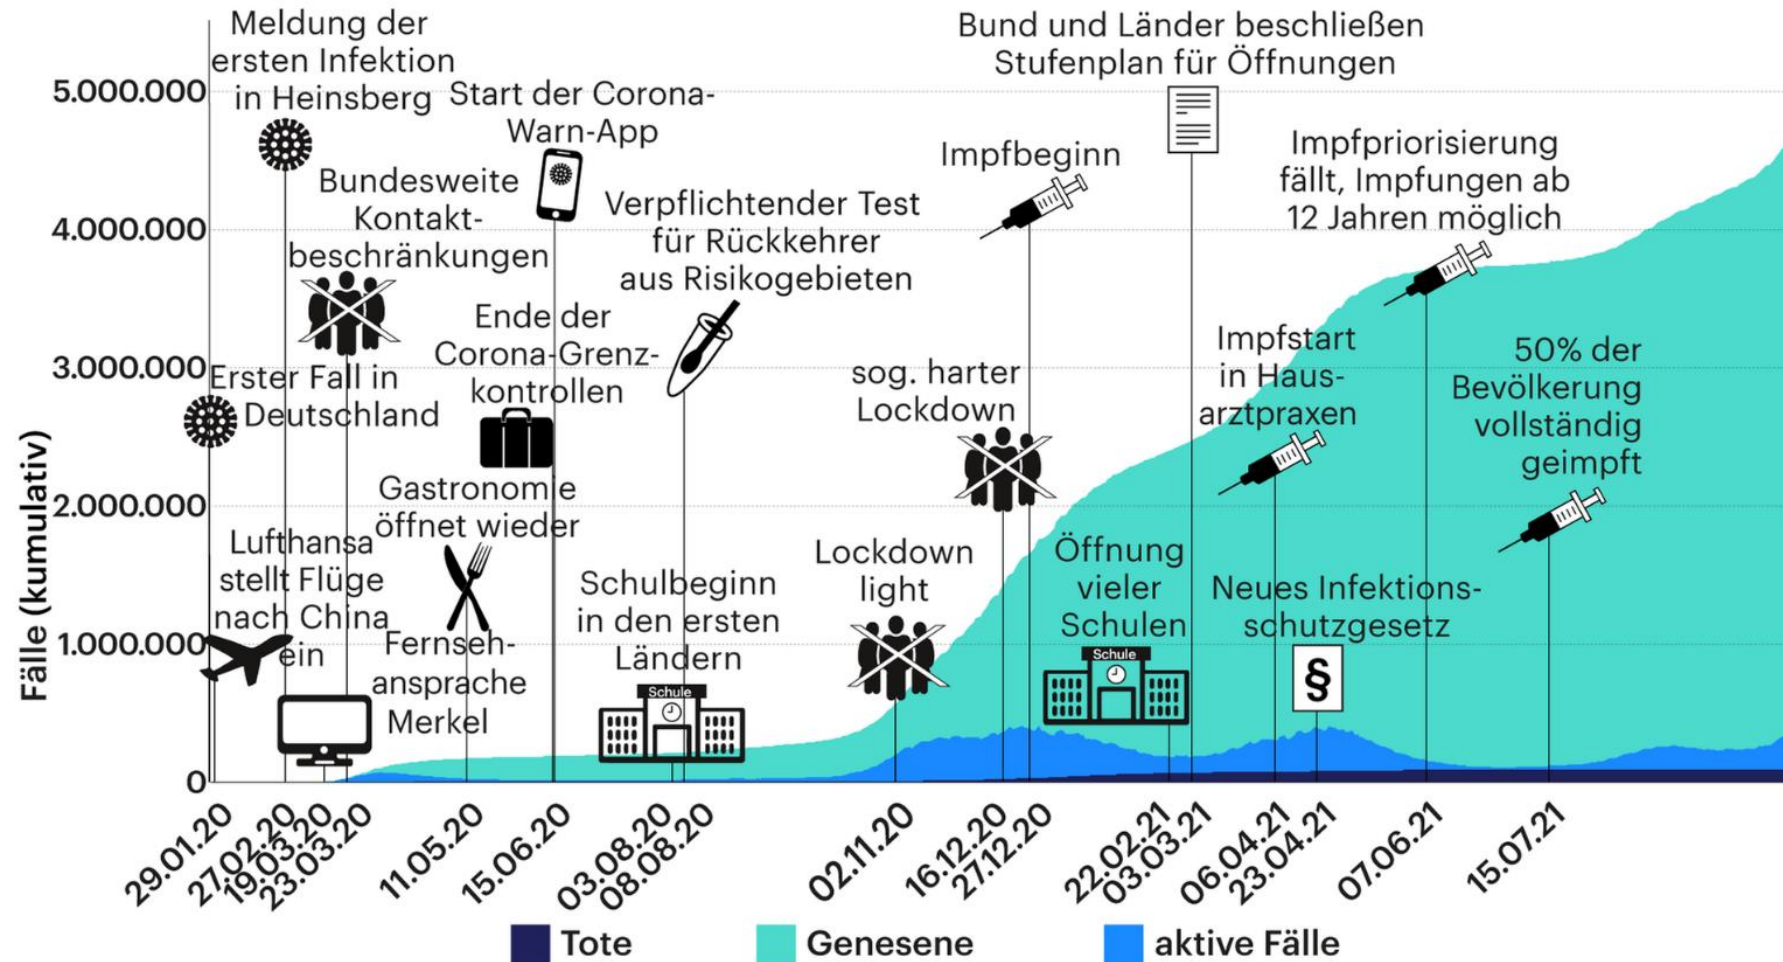 Meldung der
ersten Infektion
in Heinsberg
Start der Corona-
Warn-App
Bund und Länder beschließen
Stufenplan für Öffnungen
Impfbeginn
Impfpriorisierung
fällt, Impfungen ab
12 Jahren möglich
Bundesweite
Kontakt-
beschränkungen
Verpflichtender Test
für Rückkehrer
aus Risikogebieten
Ende der
Corona-Grenz-
kontrollen
Erster Fall in
Deutschland
sog. harter
Lockdown
Impfstart
in Haus-
arztpraxen
50% der
Bevölkerung
vollständig
geimpft
Gastronomie
öffnet wieder
Lufthansa
stellt Flüge
nach China
ein
Fernseh-
ansprache
Merkel
Schulbeginn
in den ersten
Ländern
Schule
Lockdown
light
Öffnung
vieler
Schulen
Schule
Neues Infektions-
schutzgesetz
§
Fälle (kumulativ)
5.000.000
4.000.000
3.000.000
2.000.000
1.000.000
0
29.01.20
27.02.20
19.03.20
23.03.20
11.05.20
15.06.20
03.08.20
08.08.20
02.11.20
16.12.20
27.12.20
22.02.21
03.03.21
06.04.21
23.04.21
07.06.21
15.07.21
Tote
Genesene
aktive Fälle